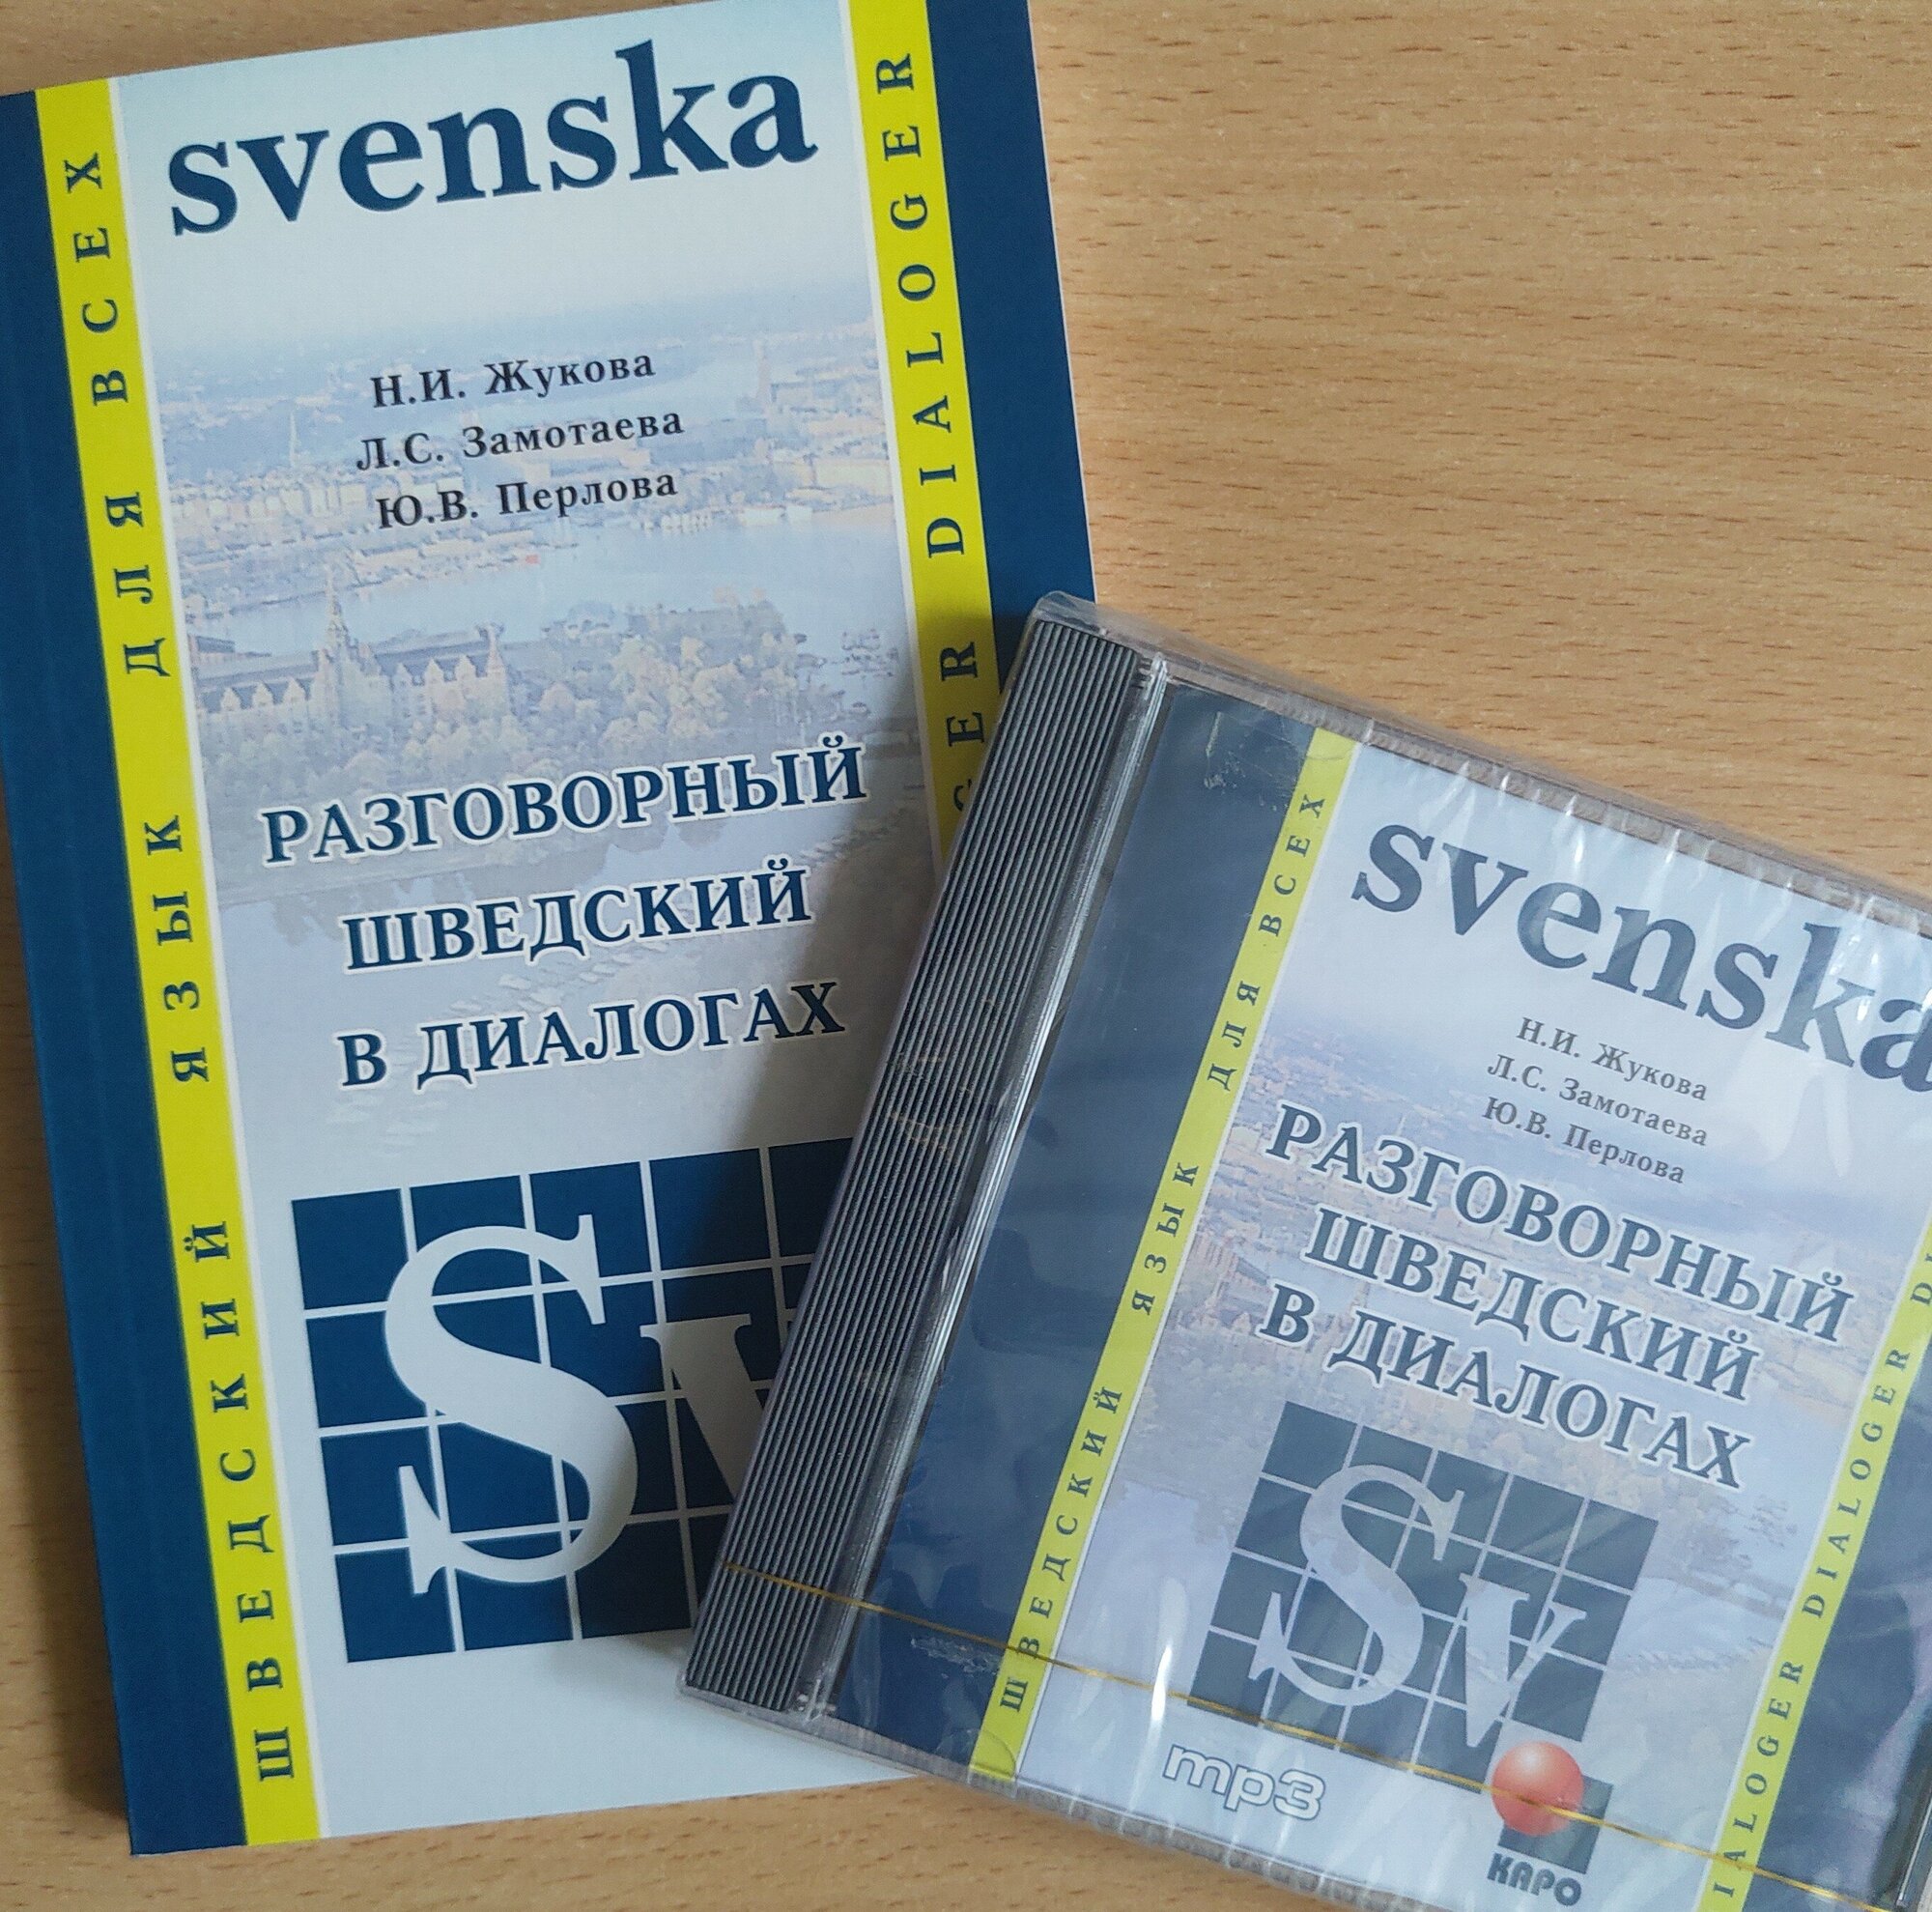 svenska
Н.И. Жукова
Л.С. Замотаева
Ю.В. Перлова
РАЗГОВОРНЫЙ
ШВЕДСКИЙ
В ДИАЛОГАХ
Sv
ШВЕДСКИЙ ЯЗЫК ДЛЯ ВСЕХ
DIALOGER
svenska
Н.И. Жукова
Л.С. Замотаева
Ю.В. Перлова
РАЗГОВОРНЫЙ
ШВЕДСКИЙ
В ДИАЛОГАХ
Sv
mp3
КАРО
ШВЕДСКИЙ ЯЗЫК ДЛЯ ВСЕХ
DIALOGER